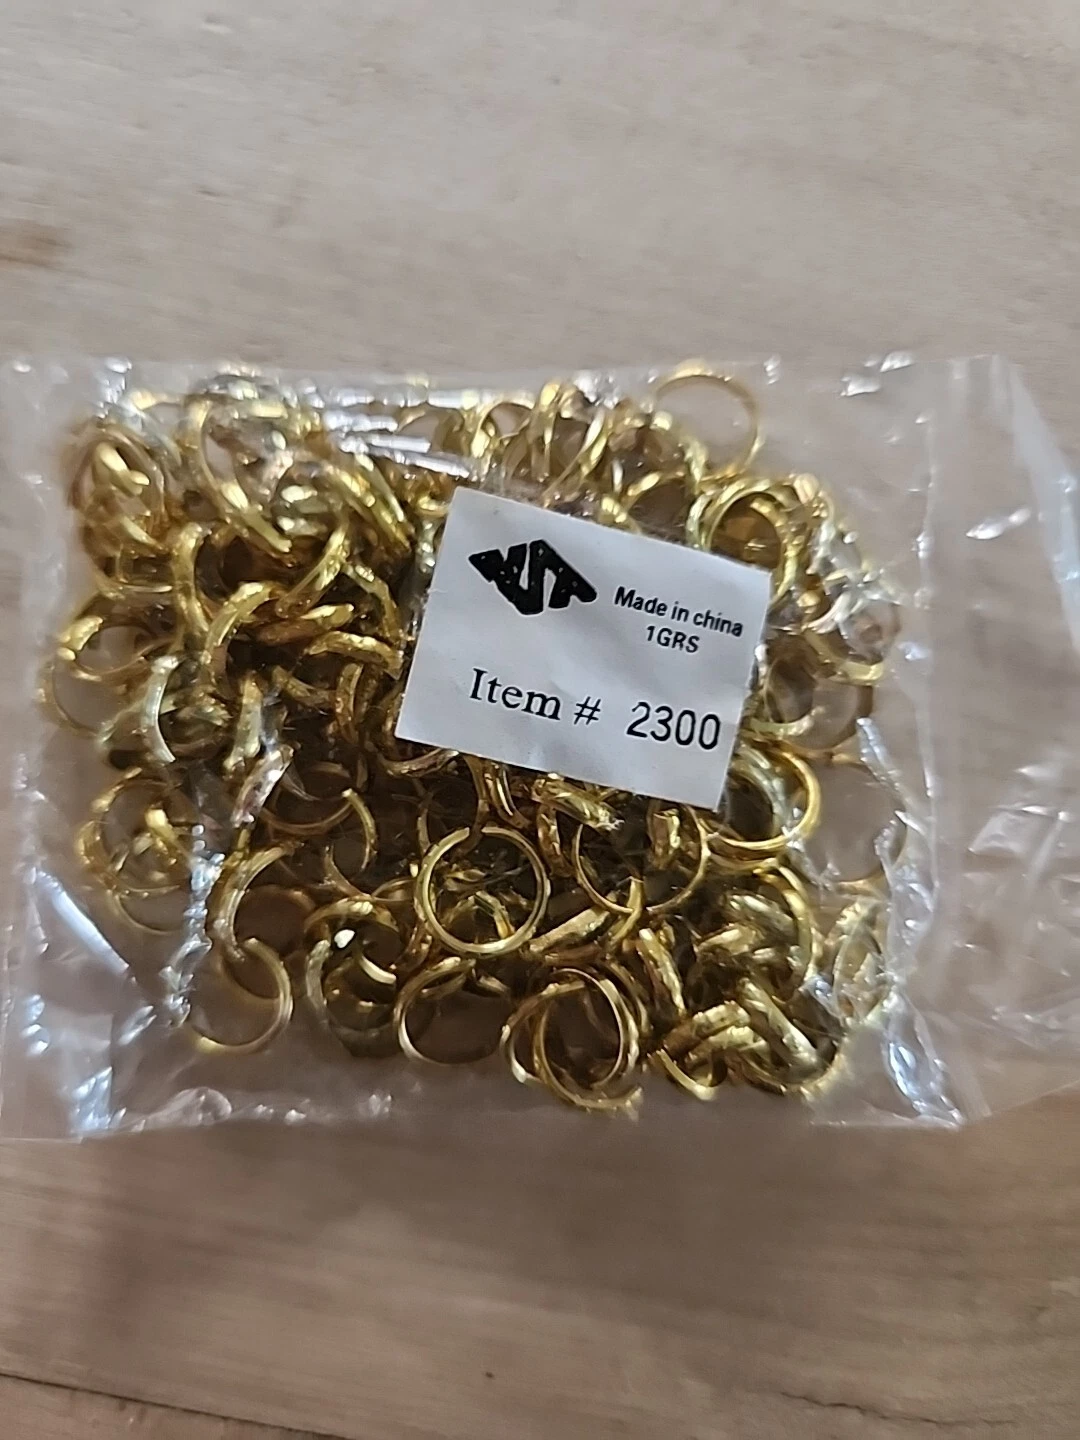 Made in china
1GRS
Item # 2300